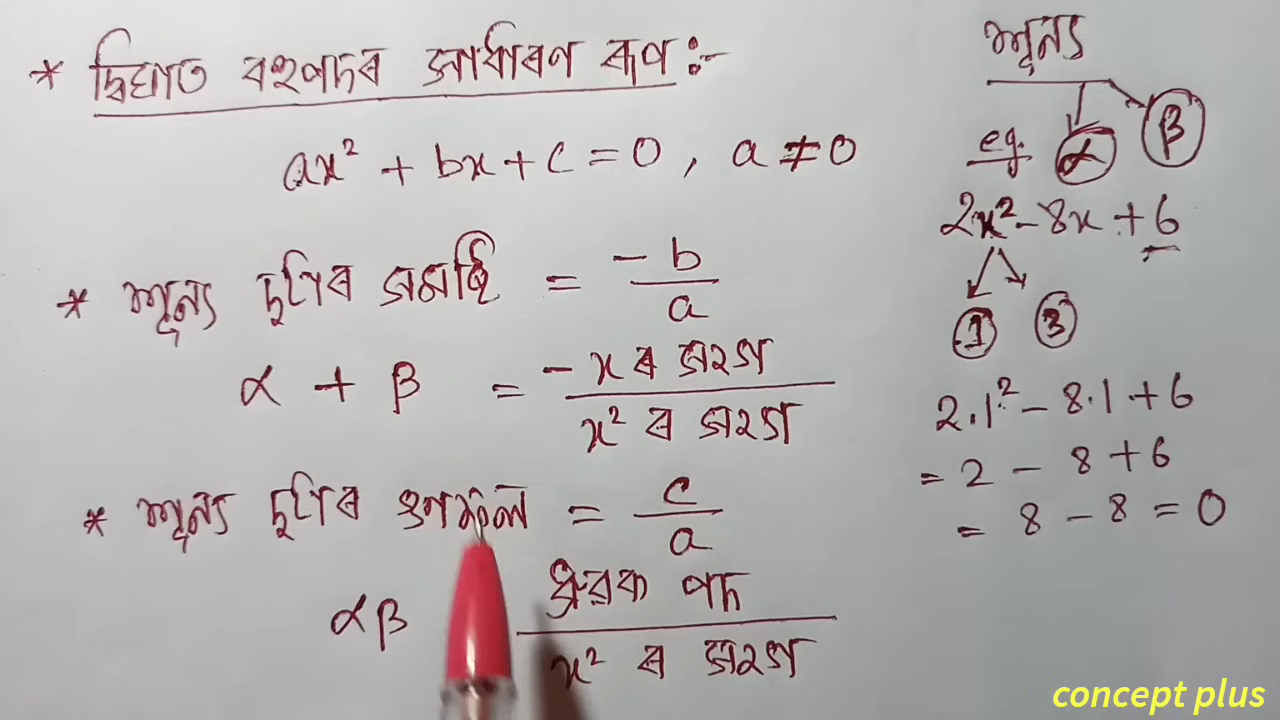 * দ্বিঘাত বহুপদৰ সাধাৰণ ৰূপ :-
ax² + bx + c = 0 , a ≠ 0
* শূন্য দুটিৰ সমষ্টি = -b/a
α + β = -x ৰ সহগ / x² ৰ সহগ
* শূন্য দুটিৰ গুণফল = c/a
αβ ধ্ৰুৱক পদ / x² ৰ সহগ
শূন্য
eg. α β
2x² - 8x + 6
1 3
2.1² - 8.1 + 6
= 2 - 8 + 6
= 8 - 8 = 0
concept plus